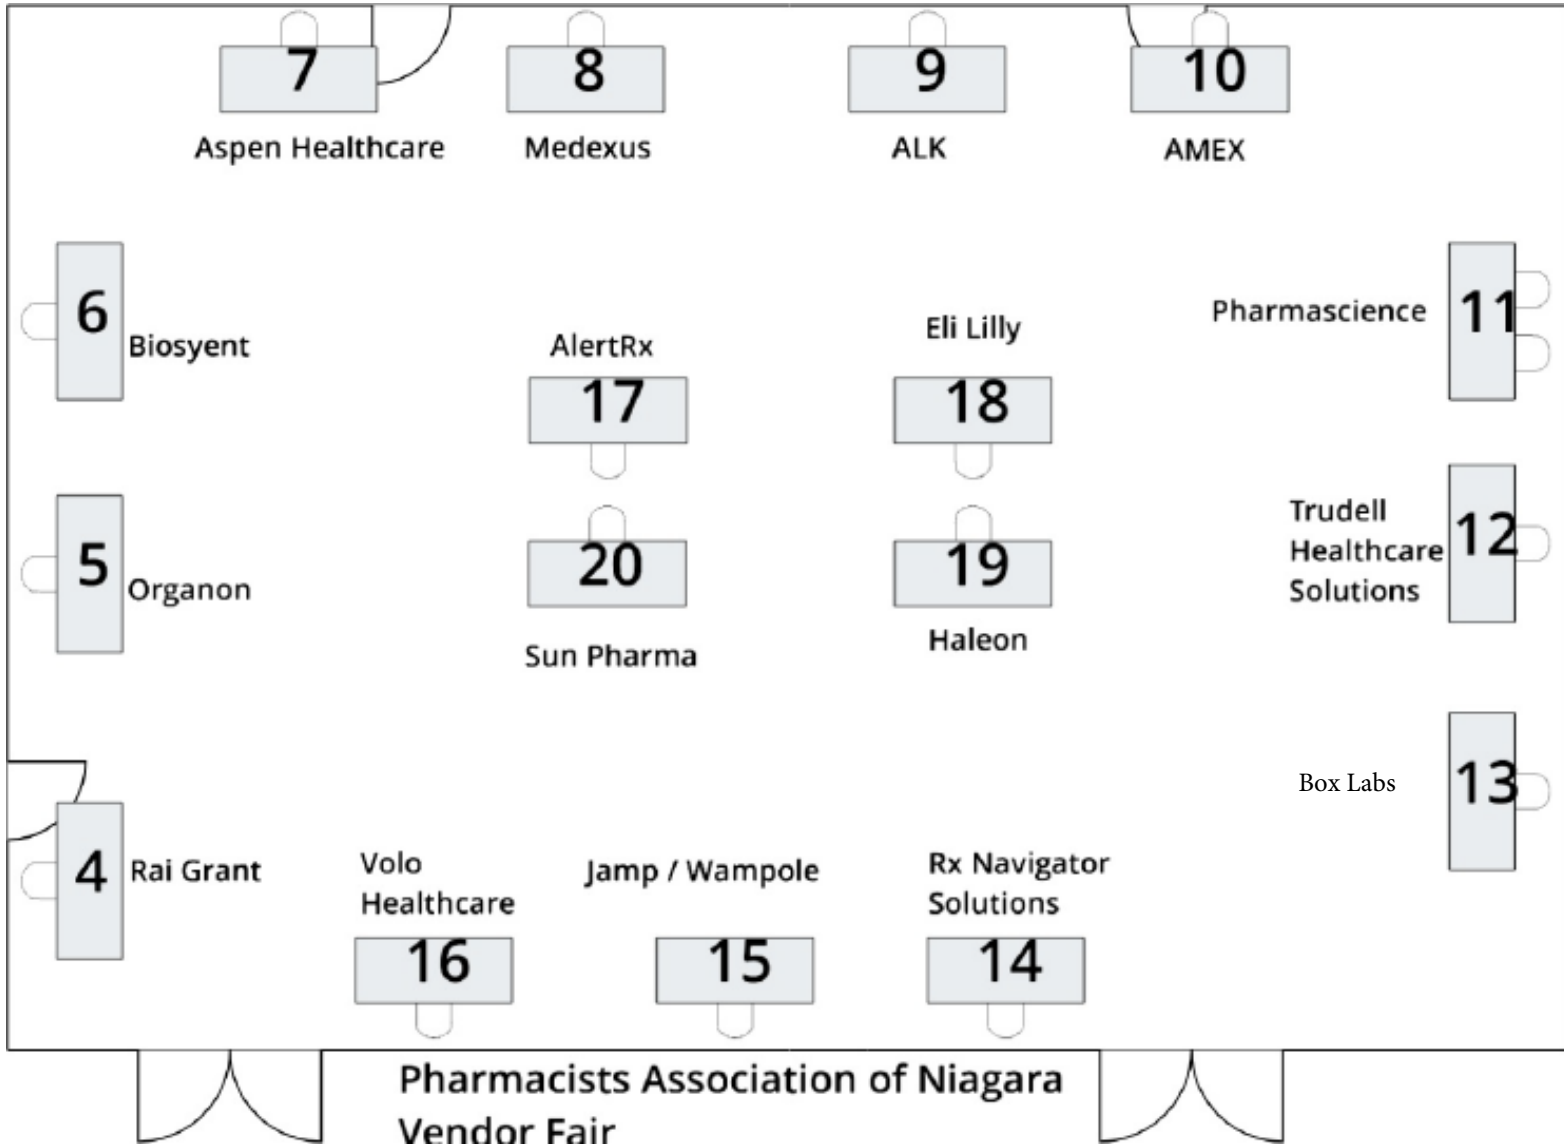 7
8
9
10
Aspen Healthcare
Medexus
ALK
AMEX
6
Biosyent
Pharmascience
11
AlertRx
Eli Lilly
17
18
5
Organon
20
19
Trudell
Healthcare
Solutions
12
Sun Pharma
Haleon
Box Labs
13
4
Rai Grant
Volo
Healthcare
Jamp / Wampole
Rx Navigator
Solutions
16
15
14
Pharmacists Association of Niagara
Vendor Fair